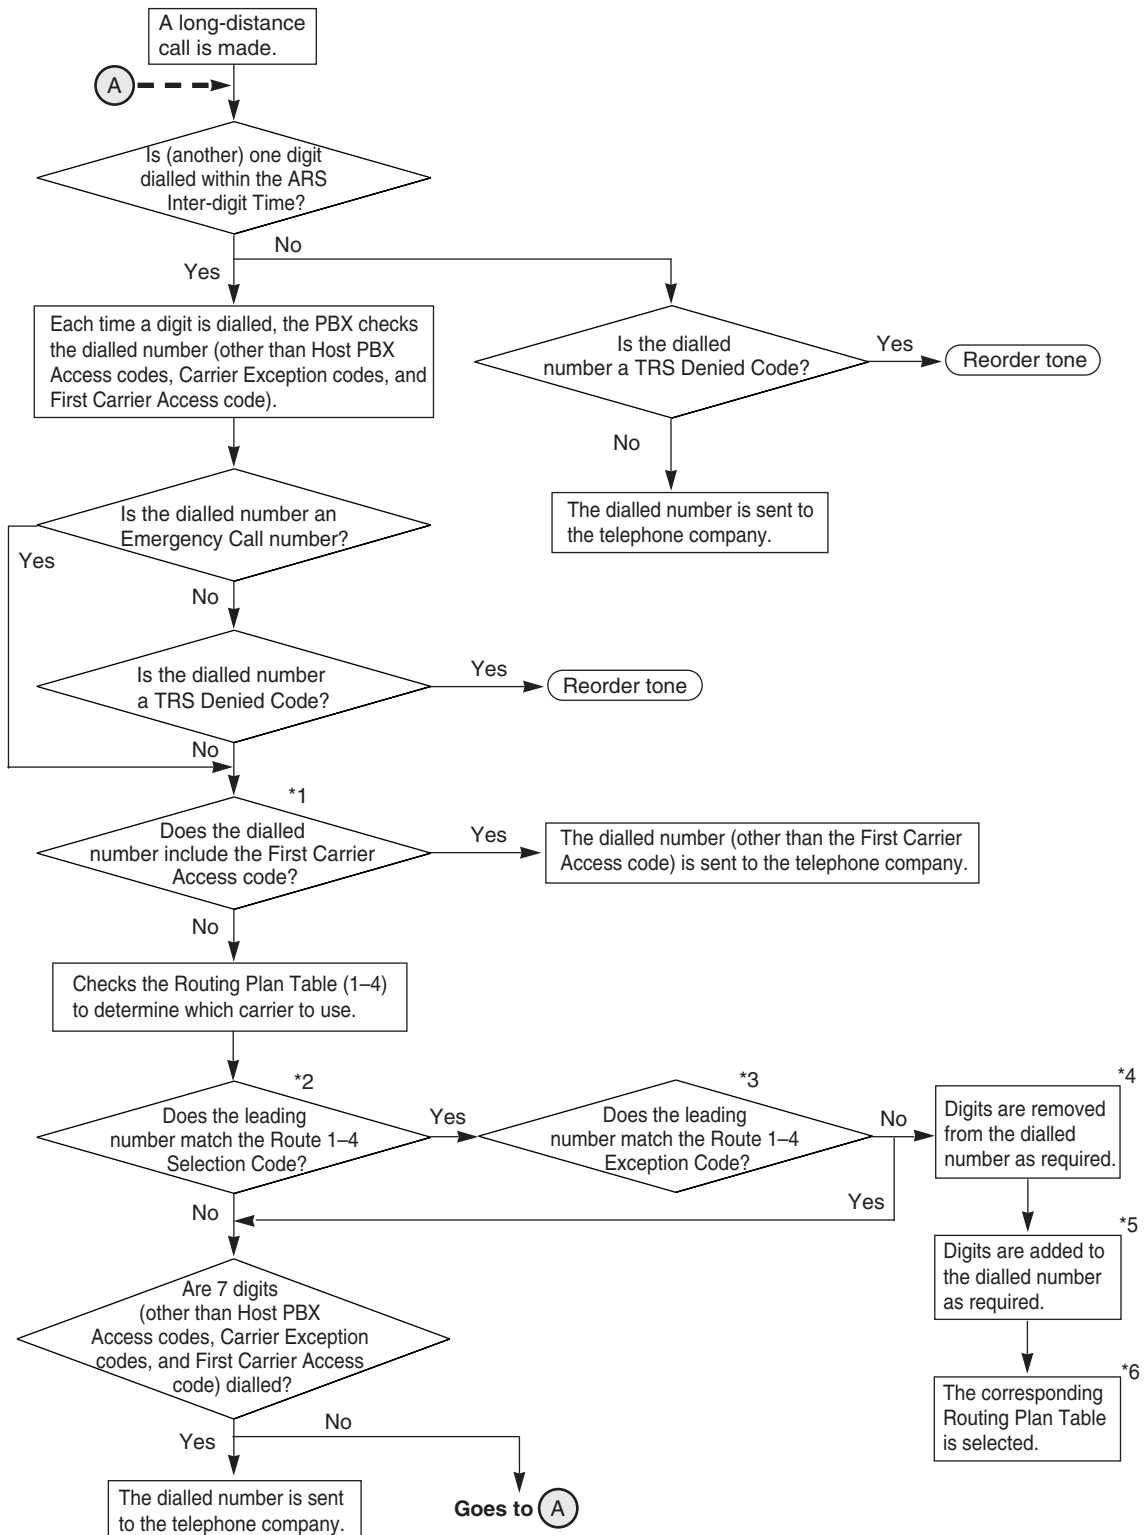 A long-distance
call is made.
A
Is (another) one digit
dialled within the ARS
Inter-digit Time?
No
Yes
Each time a digit is dialled, the PBX checks
the dialled number (other than Host PBX
Access codes, Carrier Exception codes, and
First Carrier Access code).
Is the dialled
number a TRS Denied Code?
Yes
Reorder tone
No
The dialled number is sent to
the telephone company.
Is the dialled number an
Emergency Call number?
Yes
No
Is the dialled number
a TRS Denied Code?
Yes
Reorder tone
No
*1
Does the dialled
number include the First Carrier
Access code?
Yes
The dialled number (other than the First Carrier
Access code) is sent to the telephone company.
No
Checks the Routing Plan Table (1–4)
to determine which carrier to use.
*2
Does the leading
number match the Route 1–4
Selection Code?
Yes
*3
Does the leading
number match the Route 1–4
Exception Code?
No
*4
Digits are removed
from the dialled
number as required.
Yes
No
*5
Digits are added to
the dialled number
as required.
Are 7 digits
(other than Host PBX
Access codes, Carrier Exception
codes, and First Carrier Access
code) dialled?
*6
The corresponding
Routing Plan Table
is selected.
No
Yes
The dialled number is sent
to the telephone company.
Goes to A